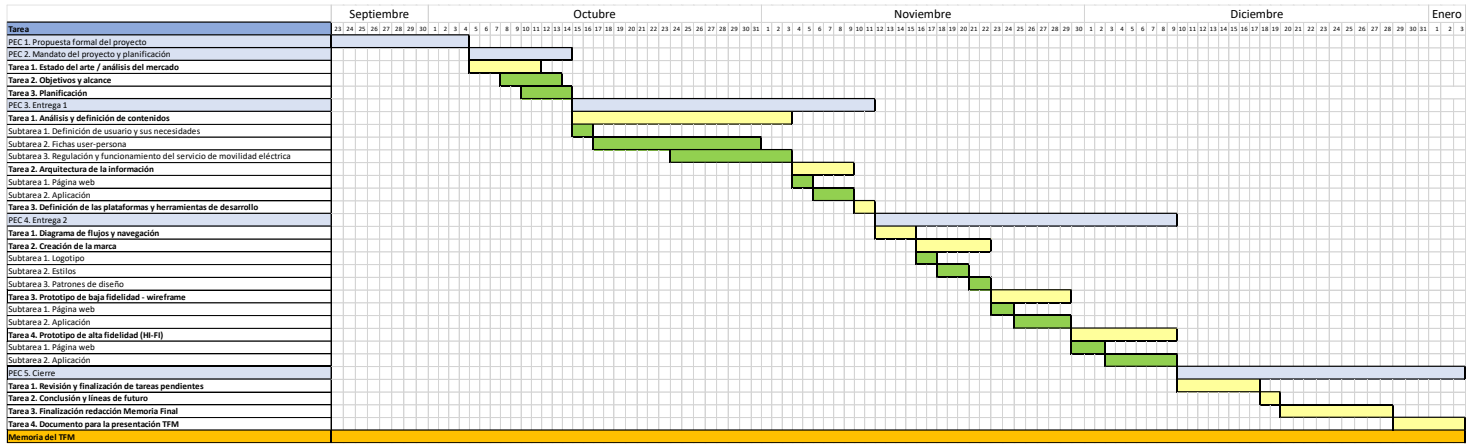 Septiembre Octubre Noviembre Diciembre Enero
Tarea 23 24 25 26 27 28 29 30 1 2 3 4 5 6 7 8 9 10 11 12 13 14 15 16 17 18 19 20 21 22 23 24 25 26 27 28 29 30 31 1 2 3 4 5 6 7 8 9 10 11 12 13 14 15 16 17 18 19 20 21 22 23 24 25 26 27 28 29 30 1 2 3 4 5 6 7 8 9 10 11 12 13 14 15 16 17 18 19 20 21 22 23 24 25 26 27 28 29 30 31 1 2 3
PEC 1. Propuesta formal del proyecto
PEC 2. Mandato del proyecto y planificación
Tarea 1. Estado del arte / análisis del mercado
Tarea 2. Objetivos y alcance
Tarea 3. Planificación
PEC 3. Entrega 1
Tarea 1. Análisis y definición de contenidos
Subtarea 1. Definición de usuario y sus necesidades
Subtarea 2. Fichas user-persona
Subtarea 3. Regulación y funcionamiento del servicio de movilidad eléctrica
Tarea 2. Arquitectura de la información
Subtarea 1. Página web
Subtarea 2. Aplicación
Tarea 3. Definición de las plataformas y herramientas de desarrollo
PEC 4. Entrega 2
Tarea 1. Diagrama de flujos y navegación
Tarea 2. Creación de la marca
Subtarea 1. Logotipo
Subtarea 2. Estilos
Subtarea 3. Patrones de diseño
Tarea 3. Prototipo de baja fidelidad - wireframe
Subtarea 1. Página web
Subtarea 2. Aplicación
Tarea 4. Prototipo de alta fidelidad (HI-FI)
Subtarea 1. Página web
Subtarea 2. Aplicación
PEC 5. Cierre
Tarea 1. Revisión y finalización de tareas pendientes
Tarea 2. Conclusión y líneas de futuro
Tarea 3. Finalización redacción Memoria Final
Tarea 4. Documento para la presentación TFM
Memoria del TFM